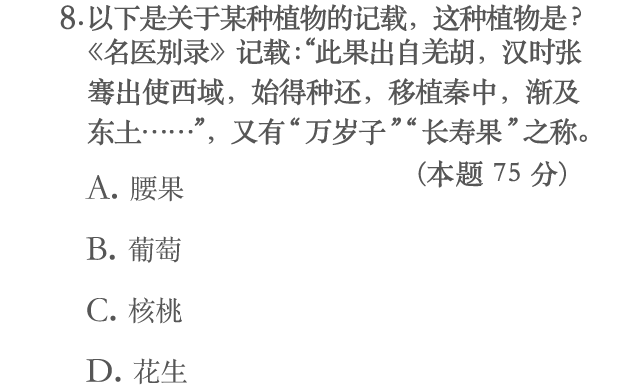 8.以下是关于某种植物的记载，这种植物是？
《名医别录》记载：“此果出自羌胡，汉时张
骞出使西域，始得种还，移植秦中，渐及
东土……”，又有“万岁子”“长寿果”之称。
（本题 75 分）
A. 腰果
B. 葡萄
C. 核桃
D. 花生